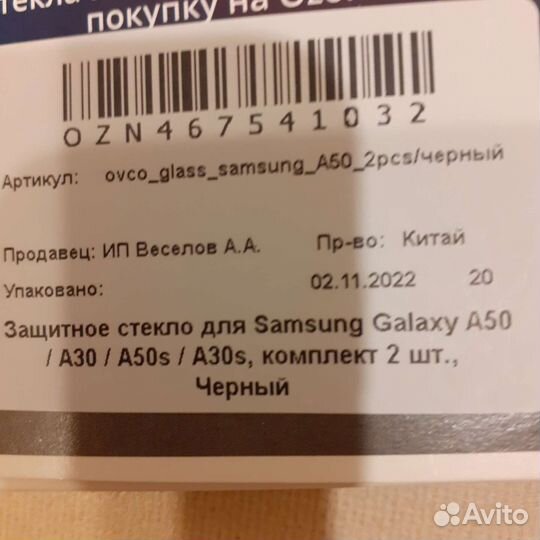 покупку на
OZN467541032
Артикул: ovco_glass_samsung_A50_2pcs/черный
Продавец: ИП Веселов А.А. Пр-во: Китай
Упаковано: 02.11.2022 20
Защитное стекло для Samsung Galaxy A50
/ A30 / A50s / A30s, комплект 2 шт.,
Черный
Avito